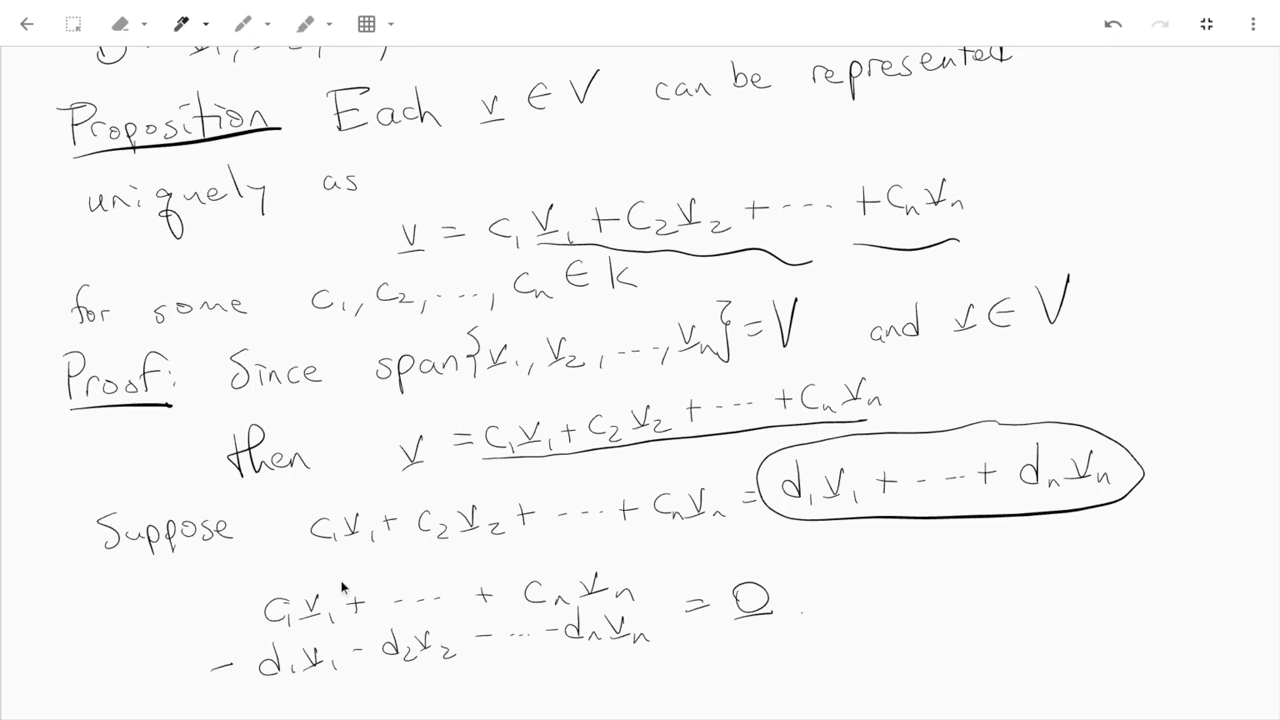 Proposition Each v ∈ V can be represented
uniquely as
v = c₁v₁ + c₂v₂ + ---- + cₙvₙ
for some c₁, c₂, ..., cₙ ∈ k
Proof: Since span{v₁, v₂, ---, vₙ} = V and v ∈ V
then v = c₁v₁ + c₂v₂ + --- + cₙvₙ
Suppose c₁v₁ + c₂v₂ + ---- + cₙvₙ = d₁v₁ + ---- + dₙvₙ
c₁v₁ + --- + cₙvₙ
- d₁v₁ - d₂v₂ - ... - dₙvₙ = 0